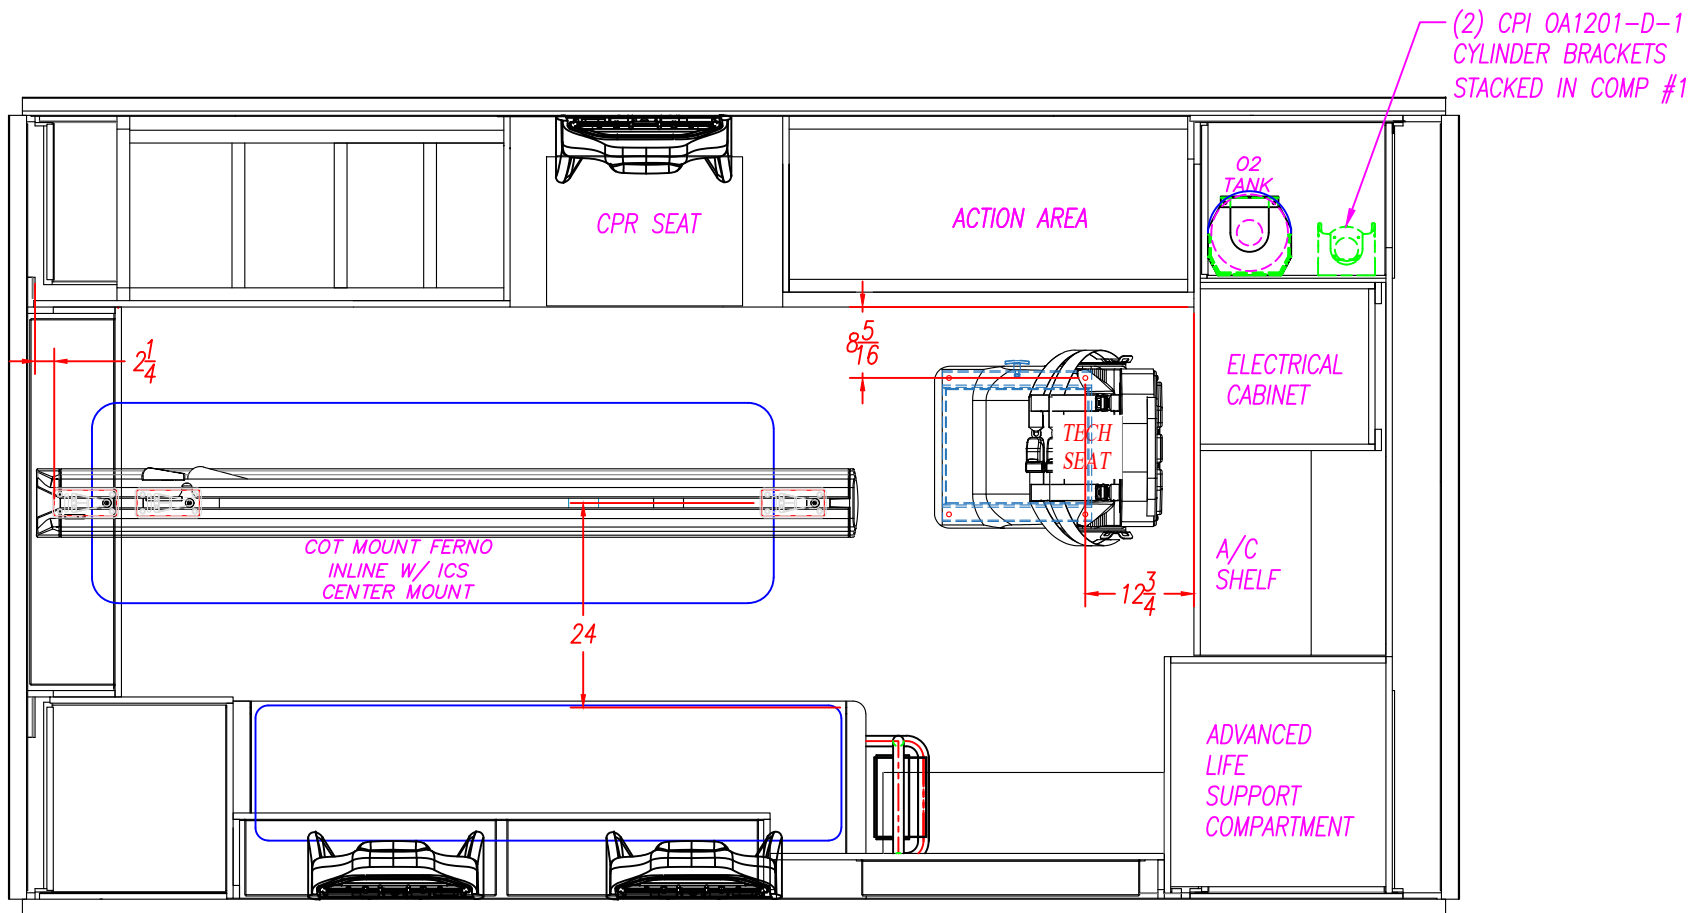 (2) CPI OA1201-D-1
CYLINDER BRACKETS
STACKED IN COMP #1
O2
TANK
CPR SEAT
ACTION AREA
8 5/16
2 1/4
ELECTRICAL
CABINET
TECH
SEAT
COT MOUNT FERNO
INLINE W/ ICS
CENTER MOUNT
A/C
SHELF
12 3/4
24
ADVANCED
LIFE
SUPPORT
COMPARTMENT